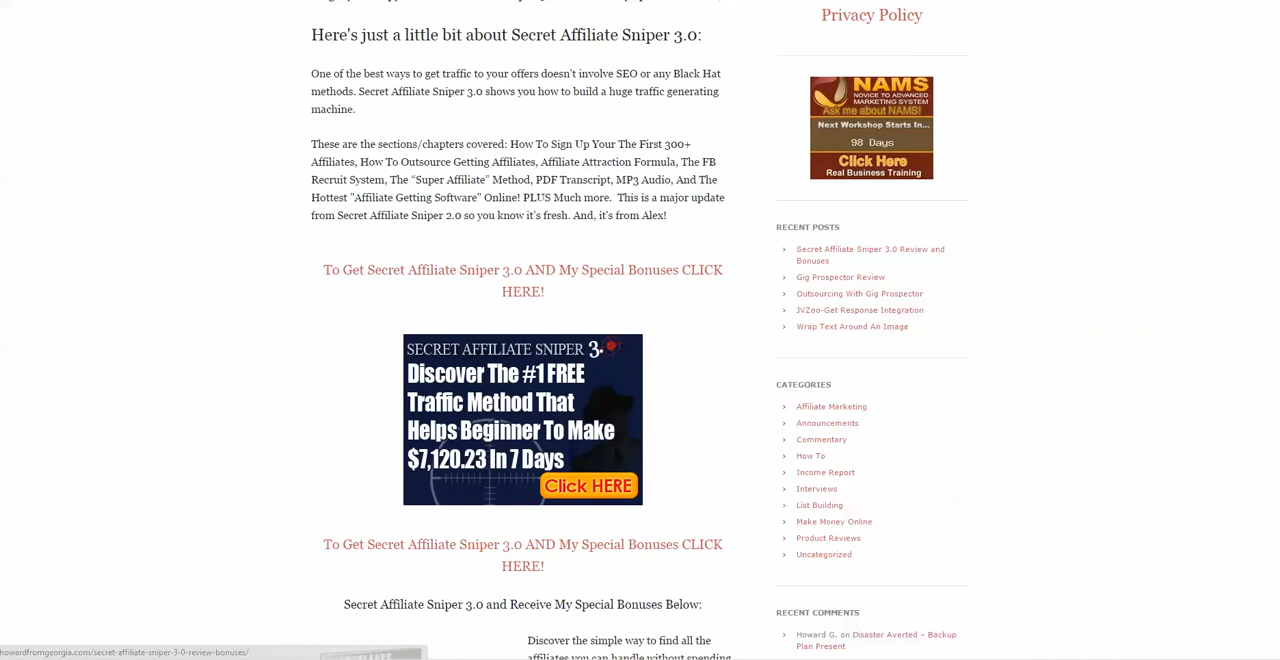 Here's just a little bit about Secret Affiliate Sniper 3.0:
One of the best ways to get traffic to your offers doesn't involve SEO or any Black Hat
methods. Secret Affiliate Sniper 3.0 shows you how to build a huge traffic generating
machine.
These are the sections/chapters covered: How To Sign Up Your The First 300+
Affiliates, How To Outsource Getting Affiliates, Affiliate Attraction Formula, The FB
Recruit System, The “Super Affiliate” Method, PDF Transcript, MP3 Audio, And The
Hottest "Affiliate Getting Software" Online! PLUS Much more.  This is a major update
from Secret Affiliate Sniper 2.0 so you know it's fresh. And, it's from Alex!
To Get Secret Affiliate Sniper 3.0 AND My Special Bonuses CLICK
HERE!
SECRET AFFILIATE SNIPER 3.0
Discover The #1 FREE
Traffic Method That
Helps Beginner To Make
$7,120.23 In 7 Days
Click HERE
To Get Secret Affiliate Sniper 3.0 AND My Special Bonuses CLICK
HERE!
Secret Affiliate Sniper 3.0 and Receive My Special Bonuses Below:
Discover the simple way to find all the
affiliates you can handle without spending
howardfromgeorgia.com/secret-affiliate-sniper-3-0-review-bonuses/
Privacy Policy
NAMS
NOVICE TO ADVANCED
MARKETING SYSTEM
Ask me about NAMS!
Next Workshop Starts In...
98 Days
Click Here
Real Business Training
RECENT POSTS
Secret Affiliate Sniper 3.0 Review and
Bonuses
Gig Prospector Review
Outsourcing With Gig Prospector
JVZoo-Get Response Integration
Wrap Text Around An Image
CATEGORIES
Affiliate Marketing
Announcements
Commentary
How To
Income Report
Interviews
List Building
Make Money Online
Product Reviews
Uncategorized
RECENT COMMENTS
Howard G. on Disaster Averted – Backup
Plan Present